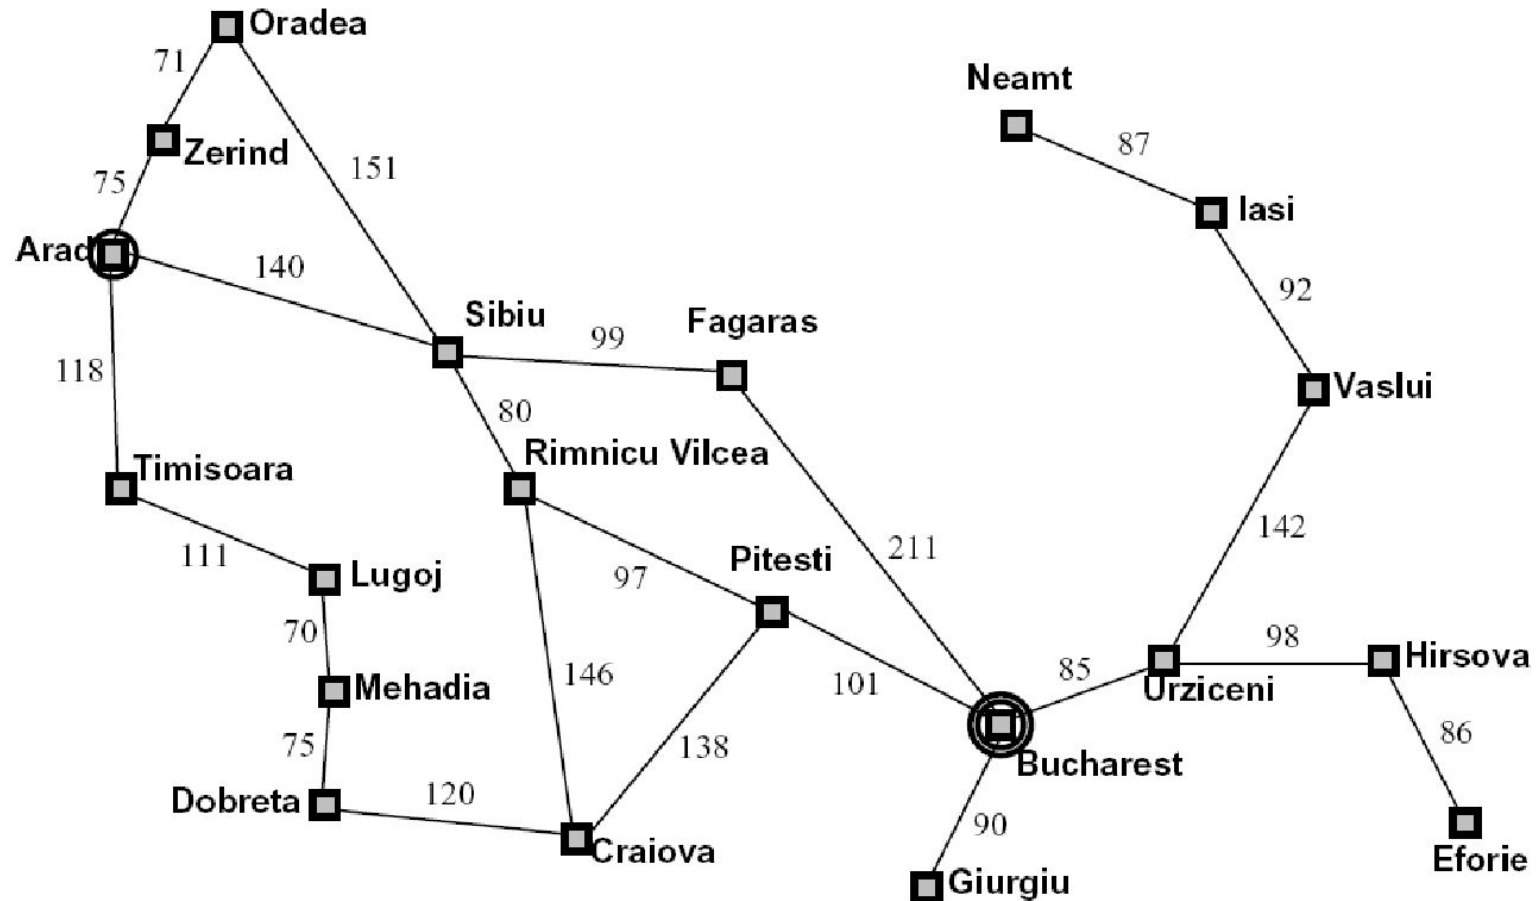 Oradea
71
Neamt
87
Zerind
151
75
Iasi
Arad
140
92
Sibiu
Fagaras
99
118
Vaslui
80
Rimnicu Vilcea
Timisoara
142
211
111
Pitesti
97
Lugoj
70
98
Hirsova
146
85
Mehadia
101
Urziceni
75
138
86
Bucharest
Dobreta
120
90
Craiova
Eforie
Giurgiu